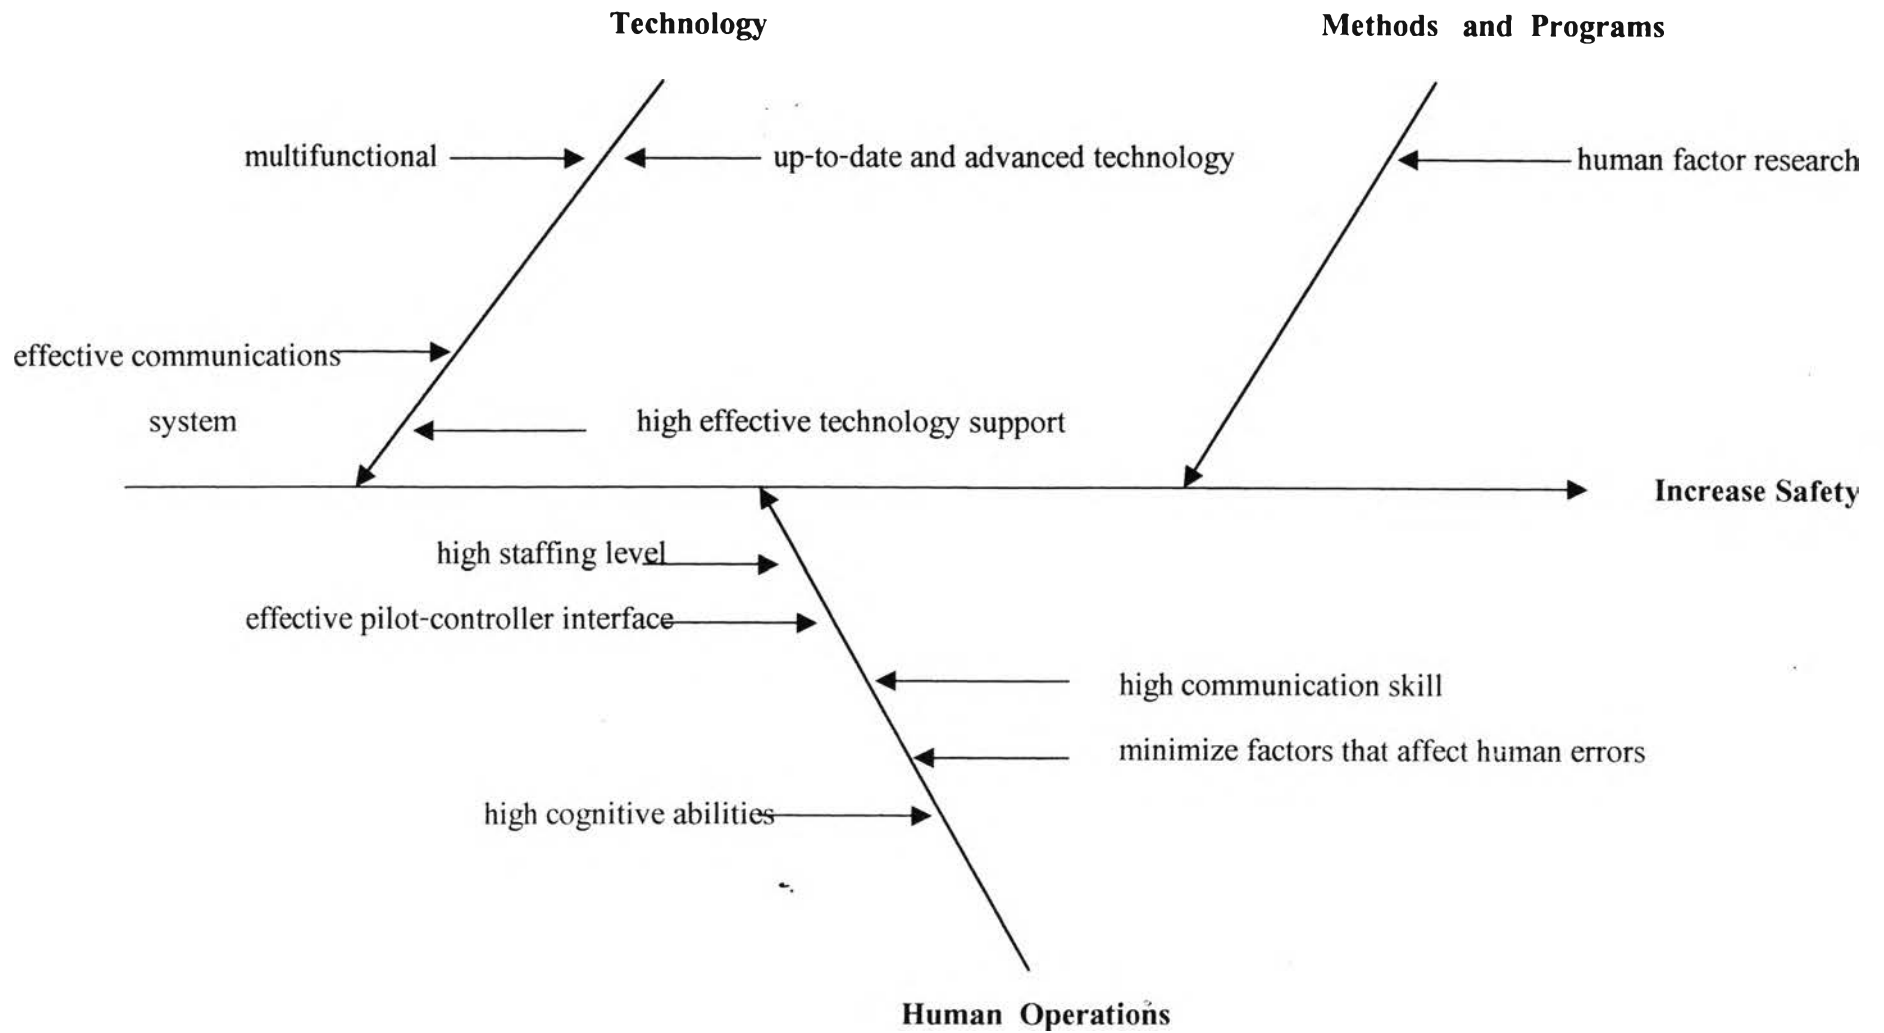 Technology
Methods and Programs
multifunctional
up-to-date and advanced technology
human factor research
effective communications
system
high effective technology support
Increase Safety
high staffing level
effective pilot-controller interface
high communication skill
minimize factors that affect human errors
high cognitive abilities
Human Operations